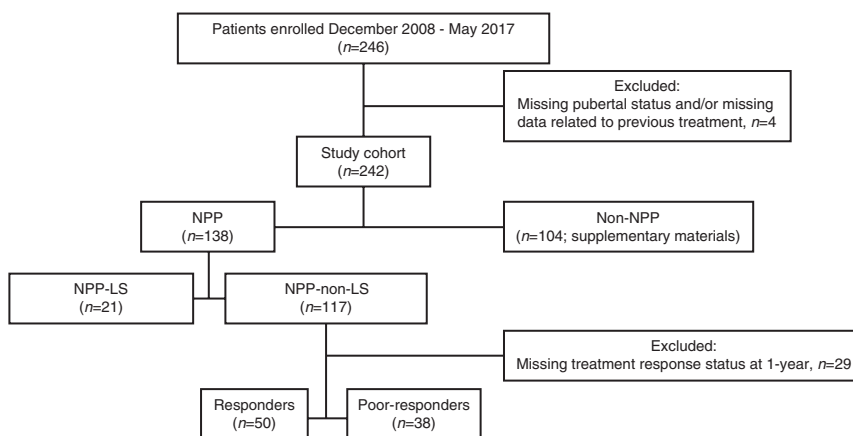 Patients enrolled December 2008 - May 2017
(n=246)
Excluded:
Missing pubertal status and/or missing
data related to previous treatment, n=4
Study cohort
(n=242)
NPP
(n=138)
Non-NPP
(n=104; supplementary materials)
NPP-LS
(n=21)
NPP-non-LS
(n=117)
Excluded:
Missing treatment response status at 1-year, n=29
Responders
(n=50)
Poor-responders
(n=38)